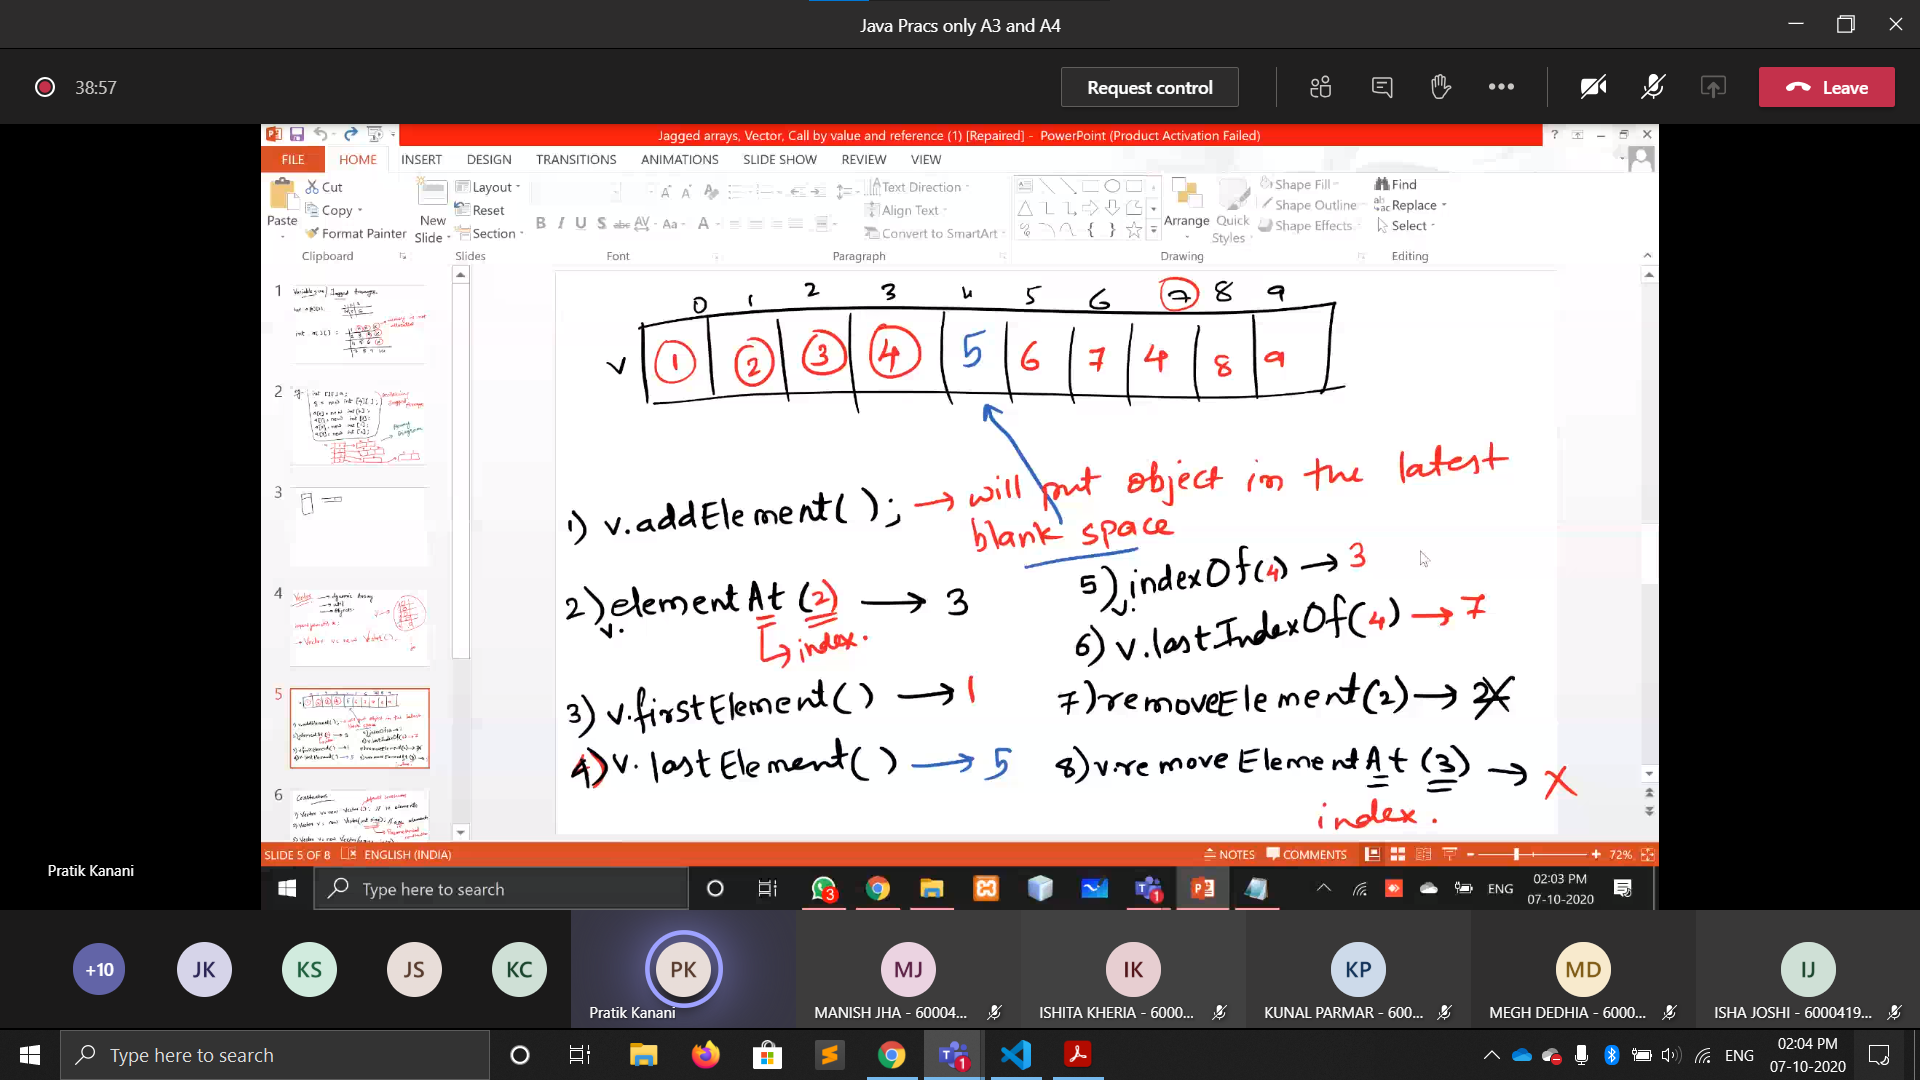 Java Pracs only A3 and A4
38:57
Request control
Leave
Jagged arrays, Vector, Call by value and reference (1) [Repaired] - PowerPoint (Product Activation Failed)
FILE HOME INSERT DESIGN TRANSITIONS ANIMATIONS SLIDE SHOW REVIEW VIEW
Paste
Cut
Copy
Format Painter
Clipboard
New Slide
Layout
Reset
Section
Slides
B I U S abc AV Aa A
Font
Text Direction
Align Text
Convert to SmartArt
Paragraph
Arrange
Quick Styles
Shape Fill
Shape Outline
Shape Effects
Drawing
Find
Replace
Select
Editing
1
2
3
4
5
6
0 1 2 3 4 5 6 7 8 9
v 1 2 3 4 5 6 7 4 8 9
1) v.addElement( ); → will put object in the latest
blank space
2) v.elementAt (2) → 3
↳ index.
3) v.firstElement( ) → 1
4) v.lastElement( ) → 5
5) v.indexOf(4) → 3
6) v.lastIndexOf(4) → 7
7) removeElement(2) → 2X
8) v.removeElementAt (3) → X
index.
SLIDE 5 OF 8 ENGLISH (INDIA)
NOTES COMMENTS 72%
Pratik Kanani
Type here to search
3
1
ENG
02:03 PM
07-10-2020
+10 JK KS JS KC PK MJ IK KP MD IJ
Pratik Kanani
MANISH JHA - 60004...
ISHITA KHERIA - 6000...
KUNAL PARMAR - 600...
MEGH DEDHIA - 6000...
ISHA JOSHI - 6000419...
Type here to search
1
ENG
02:04 PM
07-10-2020